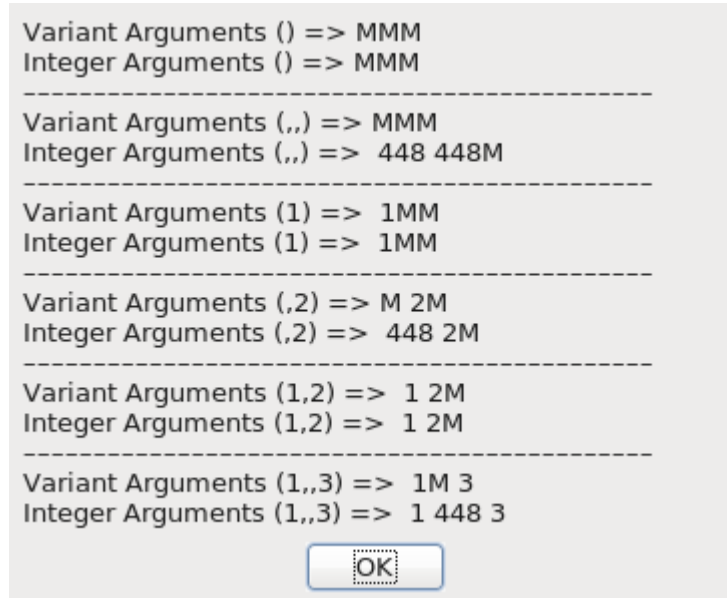 Variant Arguments () => MMM
Integer Arguments () => MMM
--------------------------------------------------
Variant Arguments (,,) => MMM
Integer Arguments (,,) =>  448 448M
--------------------------------------------------
Variant Arguments (1) =>  1MM
Integer Arguments (1) =>  1MM
--------------------------------------------------
Variant Arguments (,2) => M 2M
Integer Arguments (,2) =>  448 2M
--------------------------------------------------
Variant Arguments (1,2) =>  1 2M
Integer Arguments (1,2) =>  1 2M
--------------------------------------------------
Variant Arguments (1,,3) =>  1M 3
Integer Arguments (1,,3) =>  1 448 3
OK